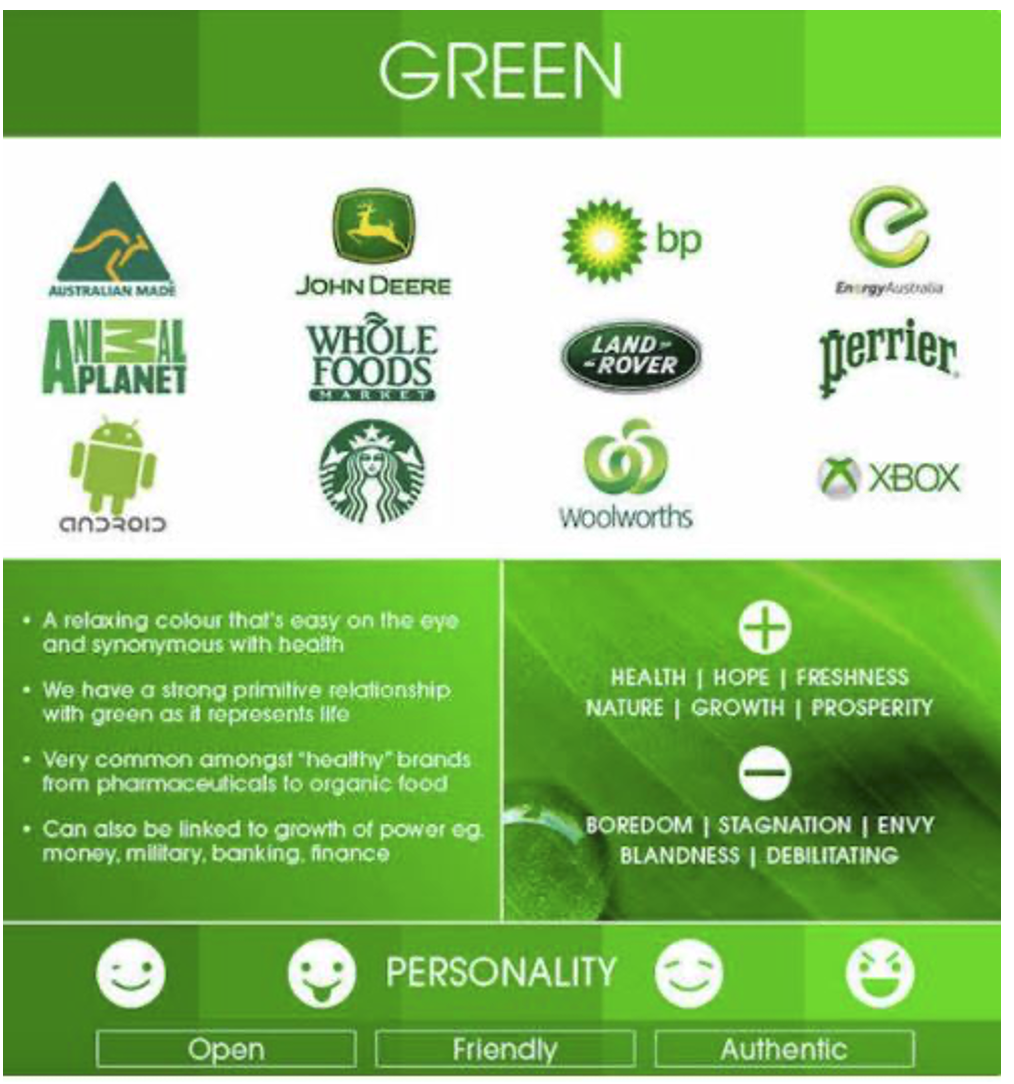 GREEN
AUSTRALIAN MADE
JOHN DEERE
bp
EnergyAustralia
ANIMAL
PLANET
WHOLE
FOODS
MARKET
LAND
ROVER
perrier
android
Woolworths
XBOX
• A relaxing colour that's easy on the eye
and synonymous with health
• We have a strong primitive relationship
with green as it represents life
• Very common amongst "healthy" brands
from pharmaceuticals to organic food
• Can also be linked to growth of power eg.
money, military, banking, finance
HEALTH | HOPE | FRESHNESS
NATURE | GROWTH | PROSPERITY
BOREDOM | STAGNATION | ENVY
BLANDNESS | DEBILITATING
PERSONALITY
Open
Friendly
Authentic